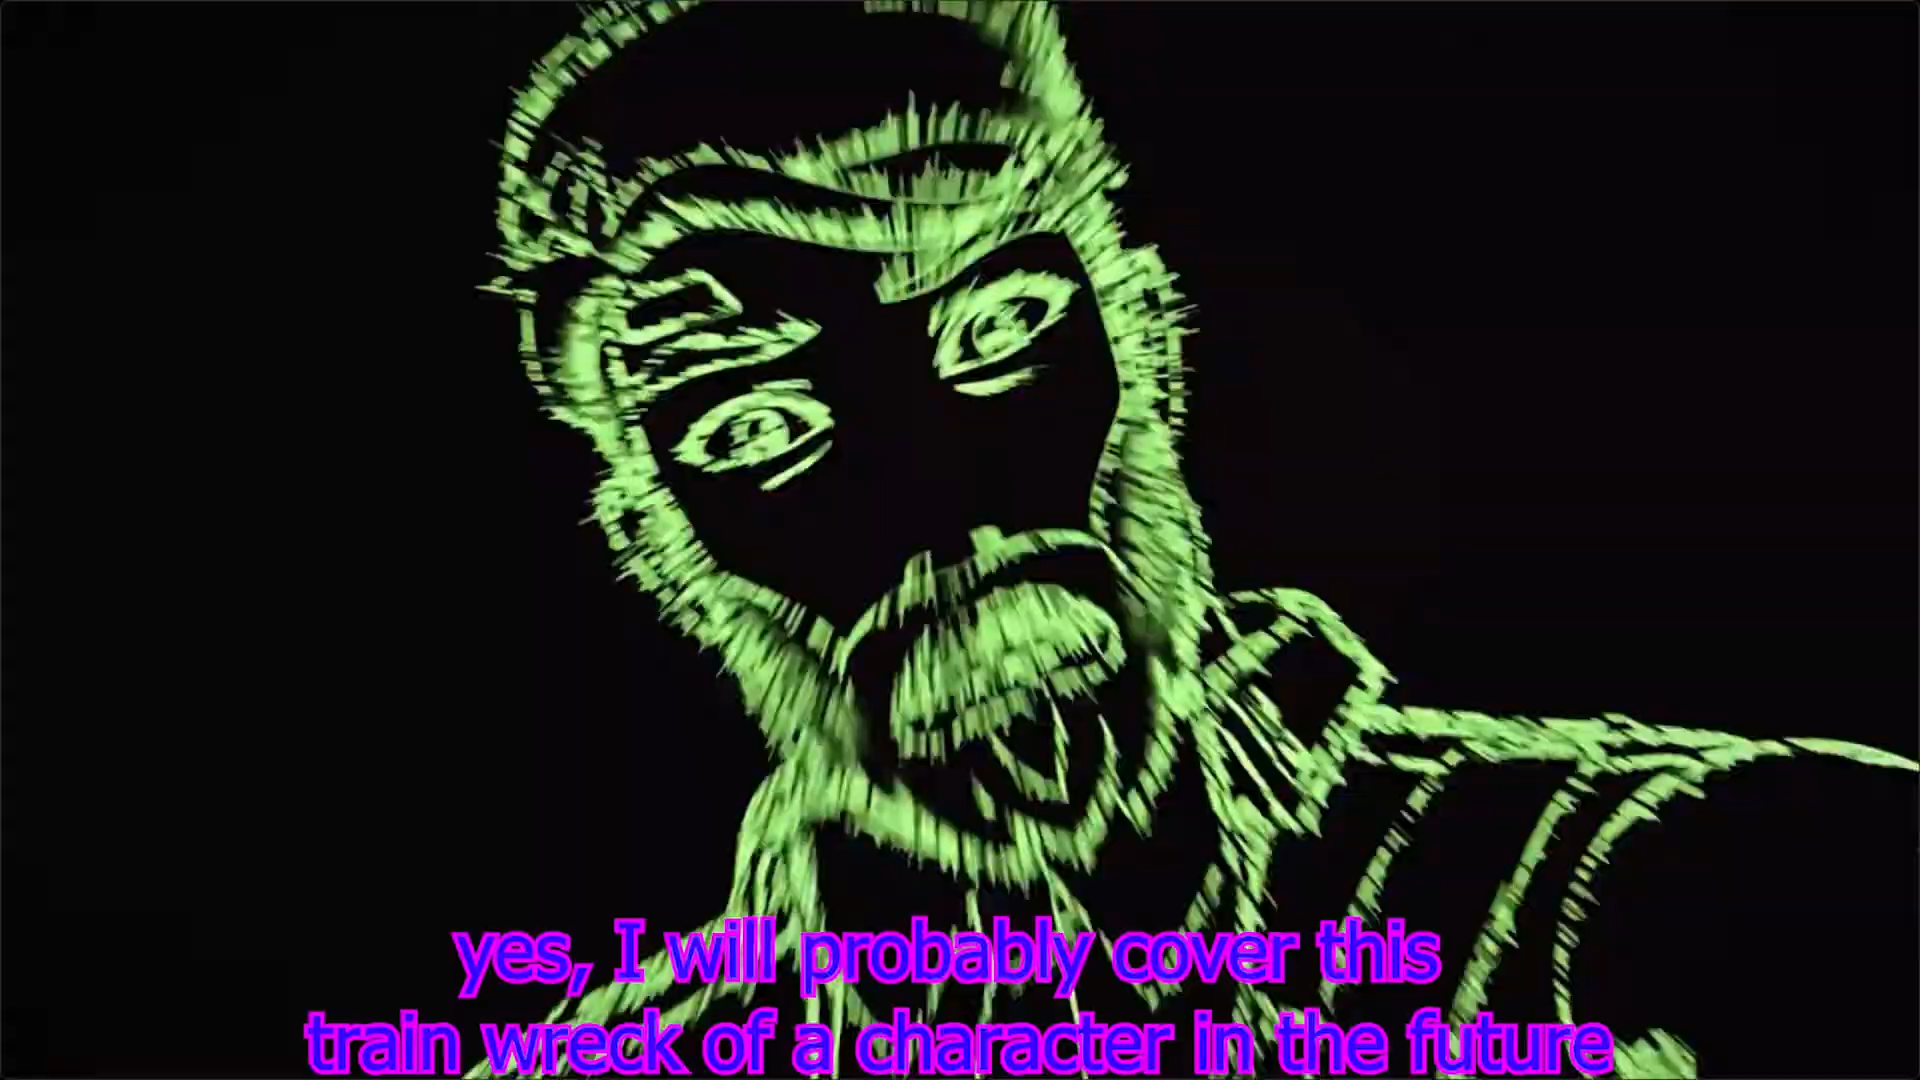 yes, I will probably cover this
train wreck of a character in the future